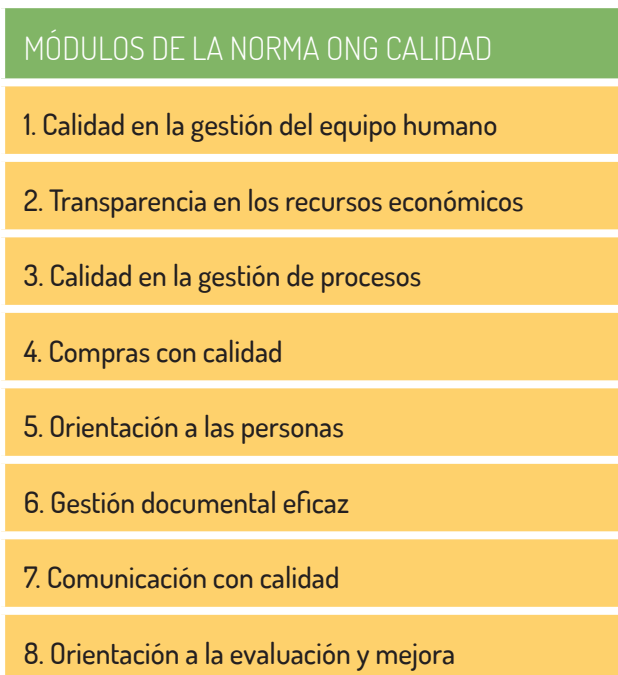 MÓDULOS DE LA NORMA ONG CALIDAD
1. Calidad en la gestión del equipo humano
2. Transparencia en los recursos económicos
3. Calidad en la gestión de procesos
4. Compras con calidad
5. Orientación a las personas
6. Gestión documental eficaz
7. Comunicación con calidad
8. Orientación a la evaluación y mejora